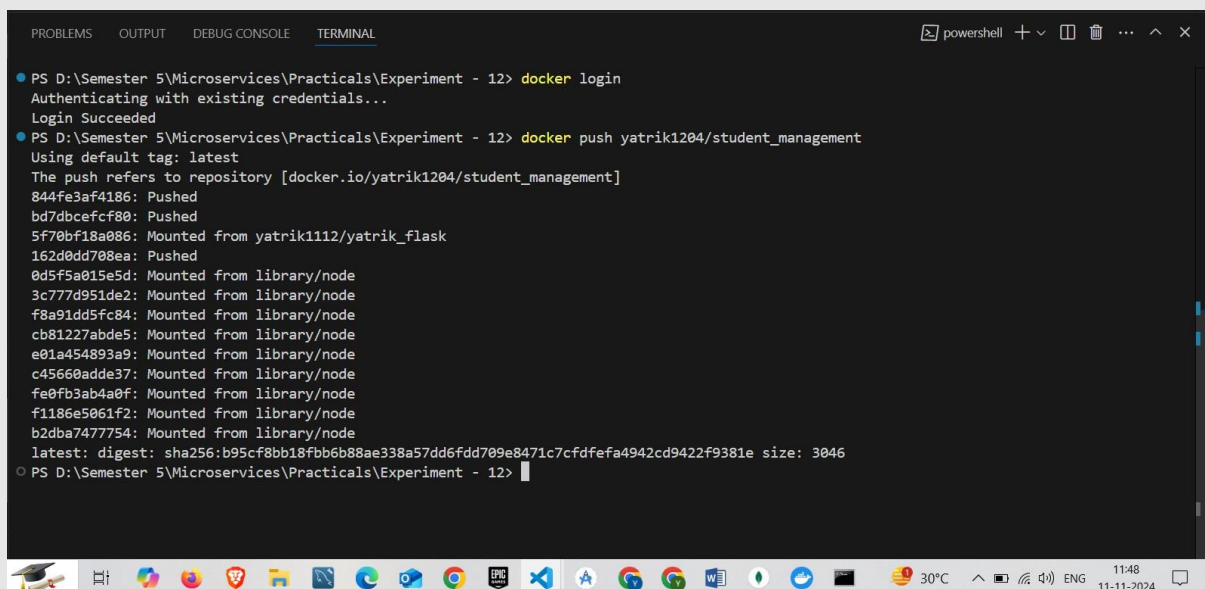 PROBLEMS OUTPUT DEBUG CONSOLE TERMINAL powershell
PS D:\Semester 5\Microservices\Practicals\Experiment - 12> docker login
Authenticating with existing credentials...
Login Succeeded
PS D:\Semester 5\Microservices\Practicals\Experiment - 12> docker push yatrik1204/student_management
Using default tag: latest
The push refers to repository [docker.io/yatrik1204/student_management]
844fe3af4186: Pushed
bd7dbcefcf80: Pushed
5f70bf18a086: Mounted from yatrik1112/yatrik_flask
162d0dd708ea: Pushed
0d5f5a015e5d: Mounted from library/node
3c777d951de2: Mounted from library/node
f8a91dd5fc84: Mounted from library/node
cb81227abde5: Mounted from library/node
e01a454893a9: Mounted from library/node
c45660adde37: Mounted from library/node
fe0fb3ab4a0f: Mounted from library/node
f1186e5061f2: Mounted from library/node
b2dba7477754: Mounted from library/node
latest: digest: sha256:b95cf8bb18fbb6b88ae338a57dd6fdd709e8471c7cfdfefa4942cd9422f9381e size: 3046
PS D:\Semester 5\Microservices\Practicals\Experiment - 12>
EPIC GAMES
30°C ENG 11:48
11-11-2024